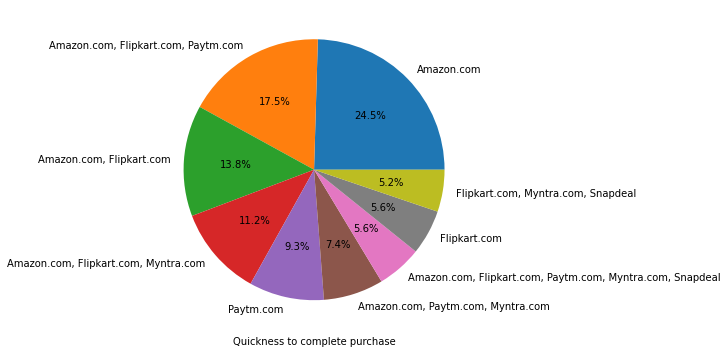 Amazon.com, Flipkart.com, Paytm.com
Amazon.com
17.5%
24.5%
Amazon.com, Flipkart.com
13.8%
5.2%
Flipkart.com, Myntra.com, Snapdeal
5.6%
11.2%
5.6%
Flipkart.com
9.3%
7.4%
Amazon.com, Flipkart.com, Myntra.com
Amazon.com, Flipkart.com, Paytm.com, Myntra.com, Snapdeal
Paytm.com
Amazon.com, Paytm.com, Myntra.com
Quickness to complete purchase